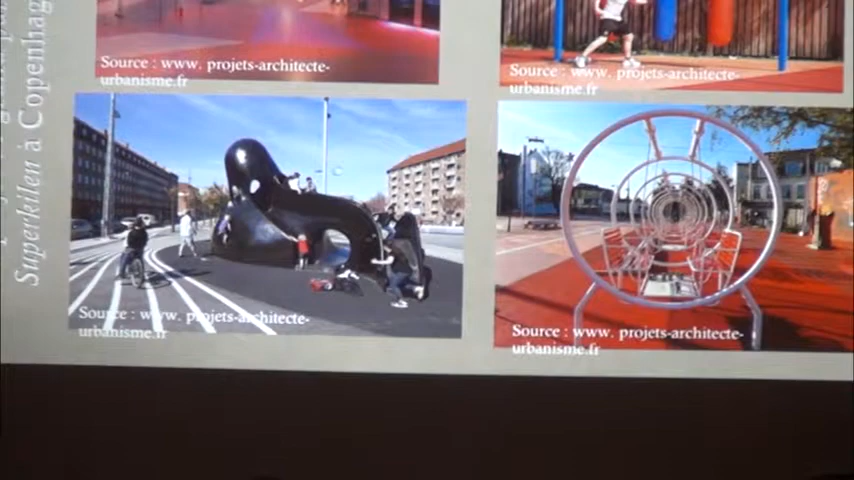 Superkilen à Copenhag
Source : www. projets-architecte-
urbanisme.fr
Source : www. projets-architecte-
urbanisme.fr
Source : www. projets-architecte-
urbanisme.fr
Source : www. projets-architecte-
urbanisme.fr